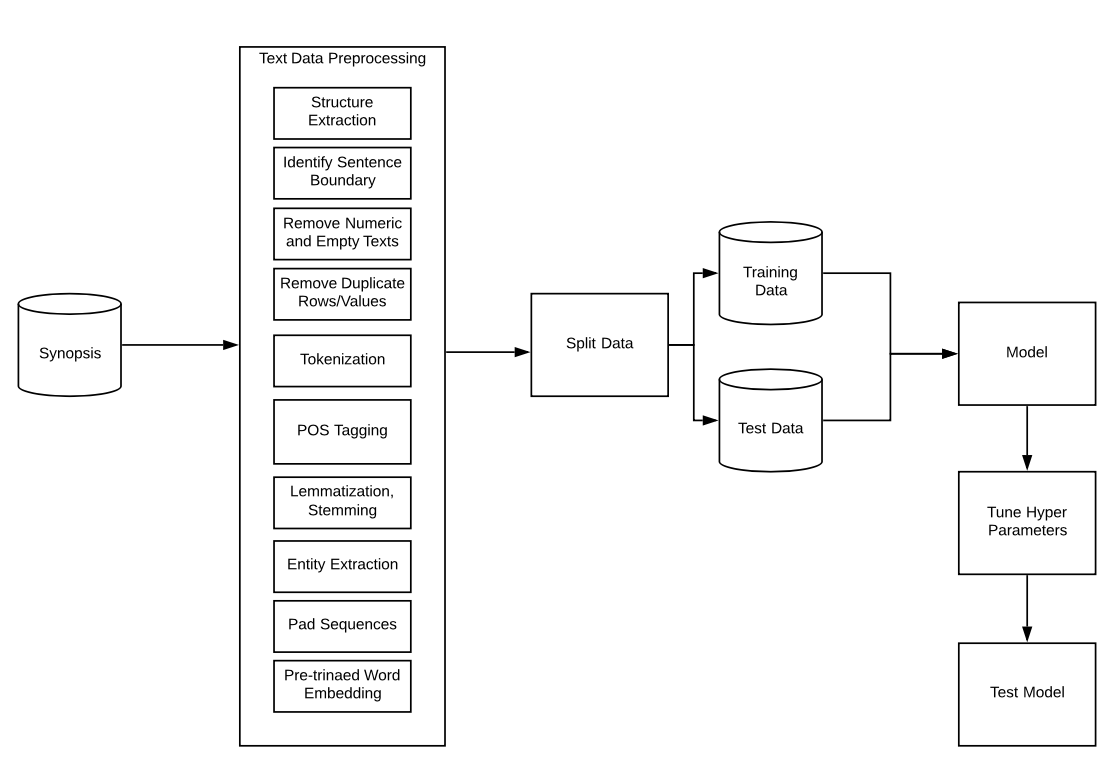 Text Data Preprocessing
Structure
Extraction
Identify Sentence
Boundary
Remove Numeric
and Empty Texts
Remove Duplicate
Rows/Values
Tokenization
POS Tagging
Lemmatization,
Stemming
Entity Extraction
Pad Sequences
Pre-trinaed Word
Embedding
Synopsis
Split Data
Training
Data
Test Data
Model
Tune Hyper
Parameters
Test Model